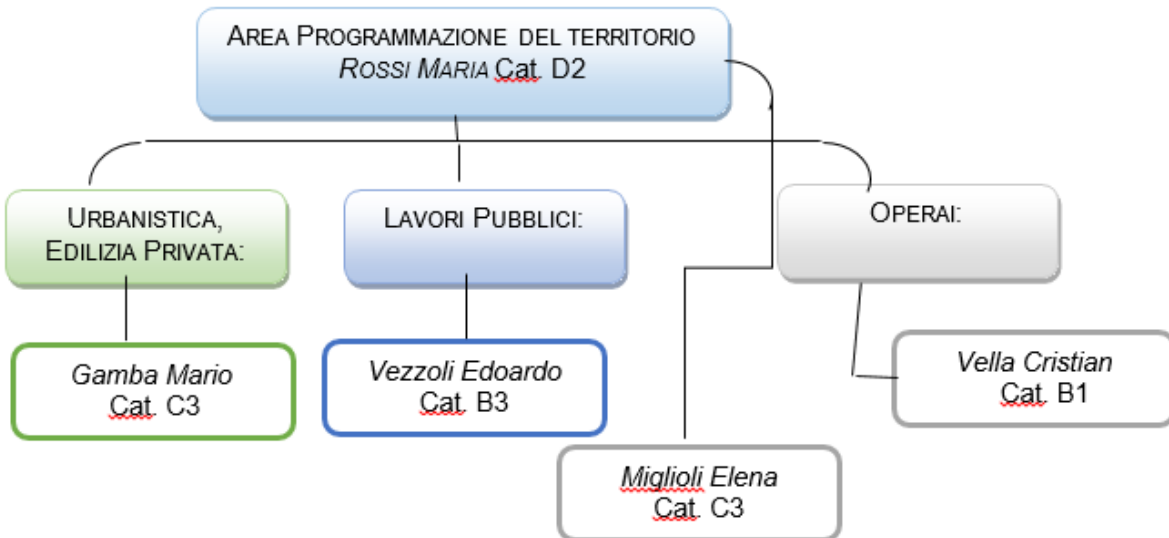 AREA PROGRAMMAZIONE DEL TERRITORIO
ROSSI MARIA Cat. D2
URBANISTICA,
EDILIZIA PRIVATA:
LAVORI PUBBLICI:
OPERAI:
Gamba Mario
Cat. C3
Vezzoli Edoardo
Cat. B3
Vella Cristian
Cat. B1
Miglioli Elena
Cat. C3